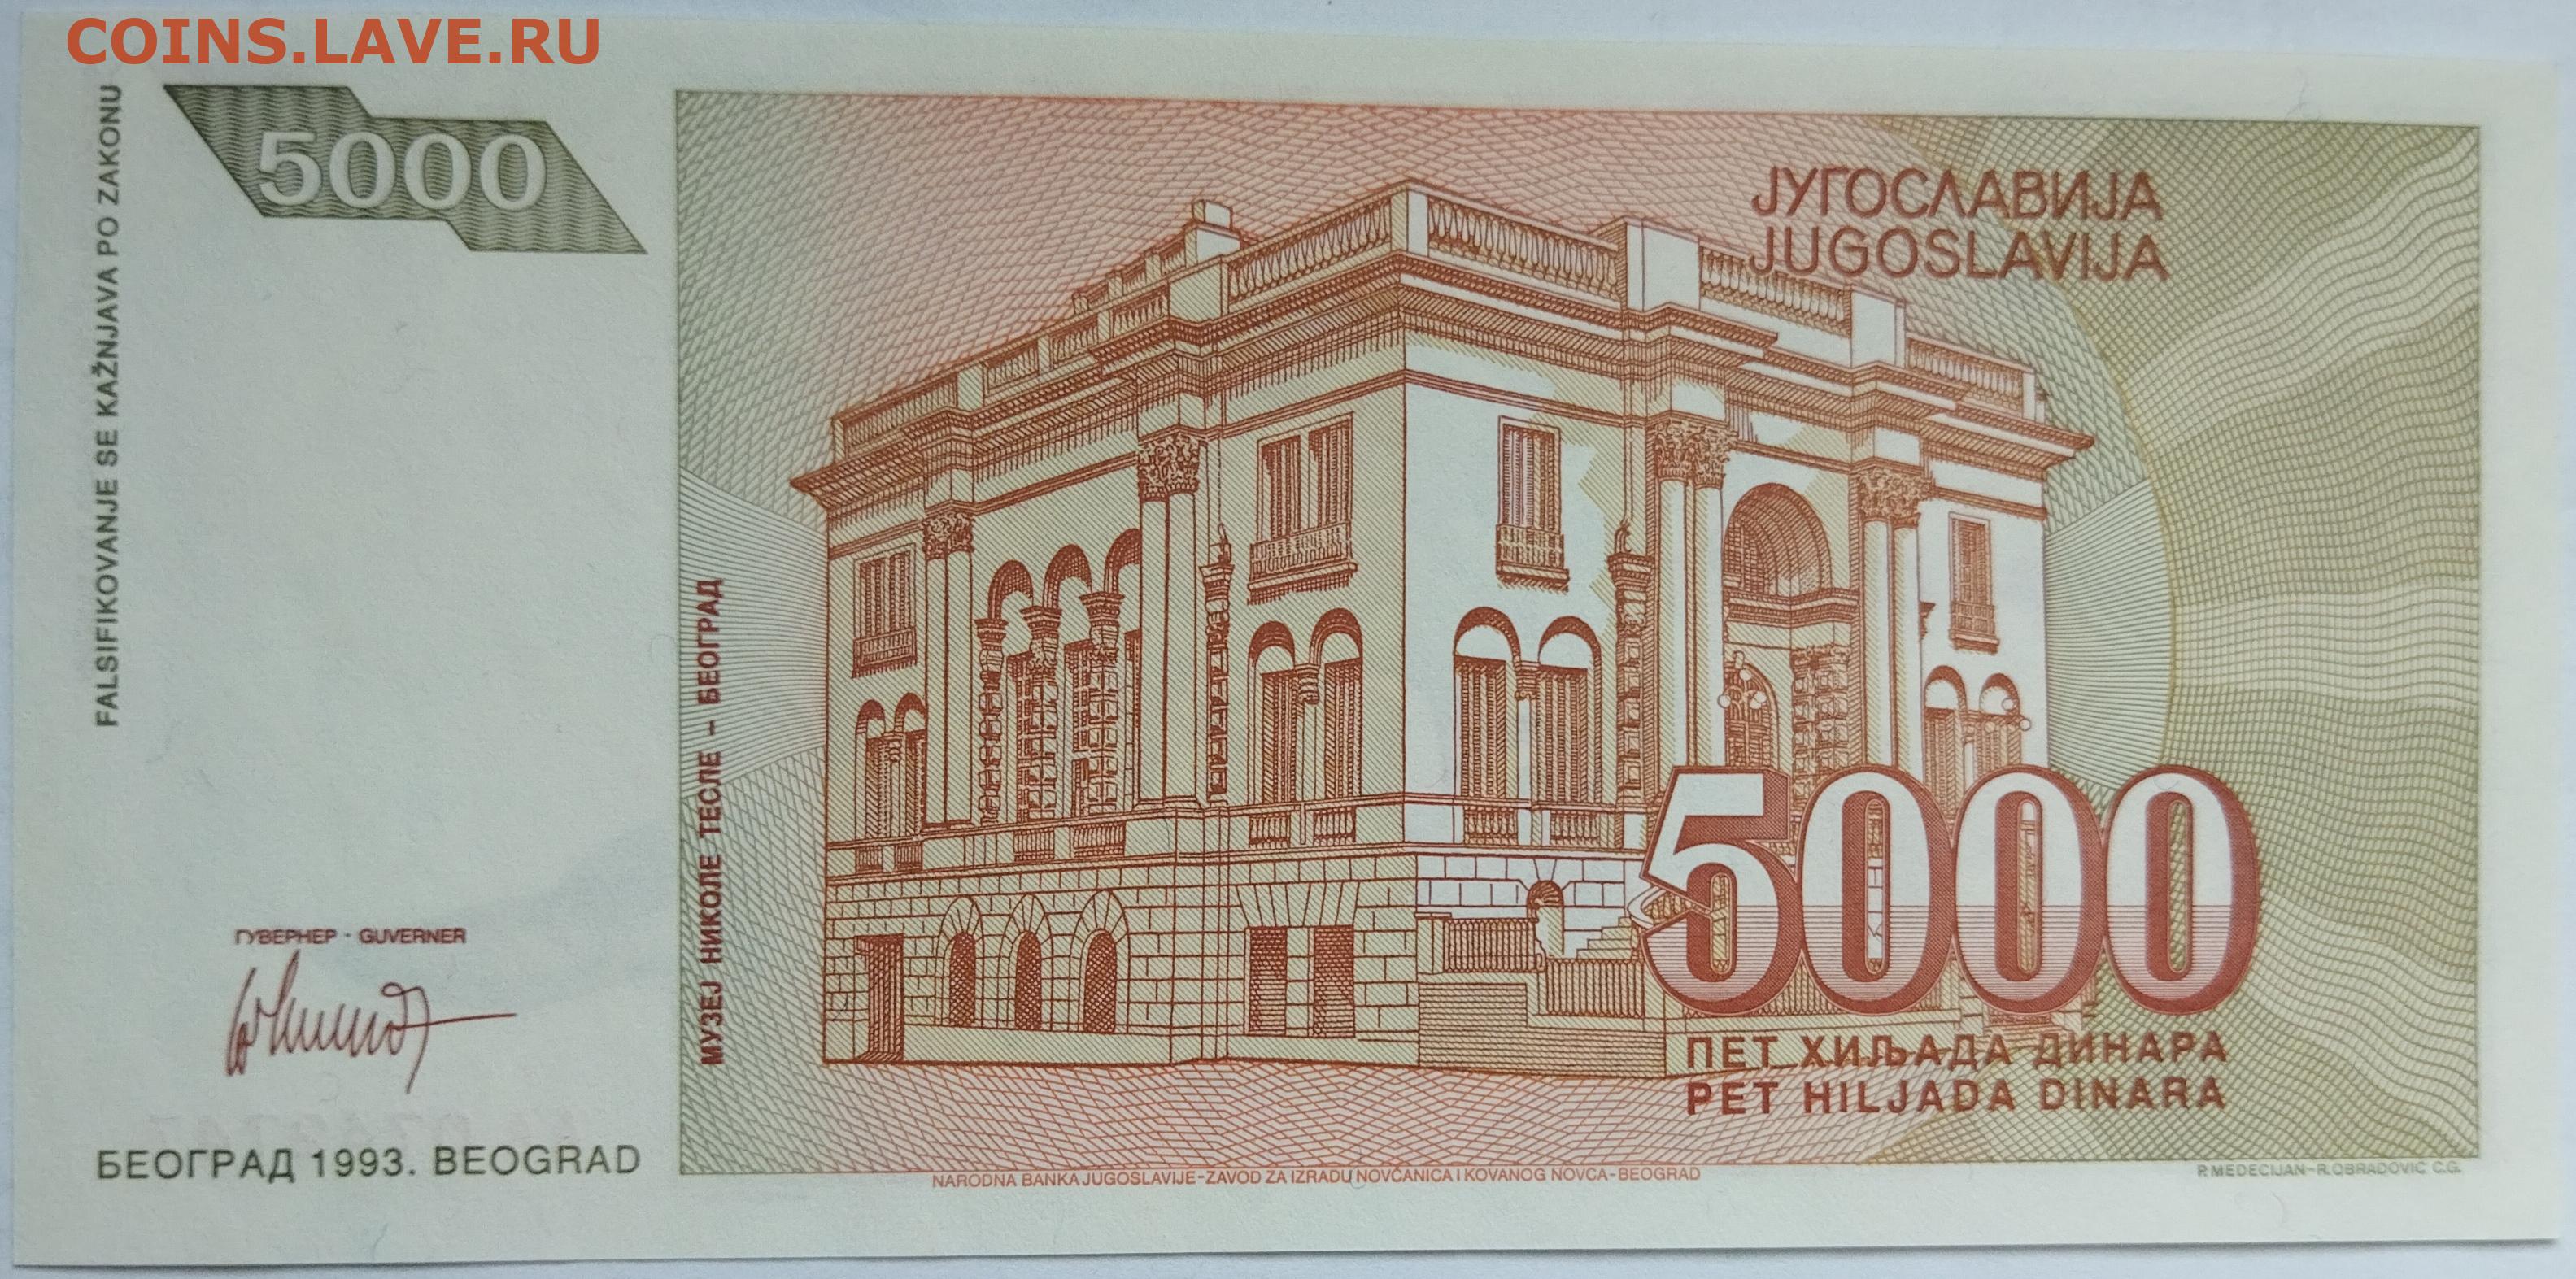 COINS.LAVE.RU
FALSIFIKOVANJE SE KAŽNJAVA PO ZAKONU
5000
ЈУГОСЛАВИЈА
JUGOSLAVIJA
МУЗЕЈ НИКОЛЕ ТЕСЛЕ – БЕОГРАД
ГУВЕРНЕР · GUVERNER
5000
ПЕТ ХИЉАДА ДИНАРА
PET HILJADA DINARA
БЕОГРАД 1993. BEOGRAD
NARODNA BANKA JUGOSLAVIJE-ZAVOD ZA IZRADU NOVČANICA I KOVANOG NOVCA-BEOGRAD
P. MEDECIJAN-R. OBRADOVIĆ C.G.